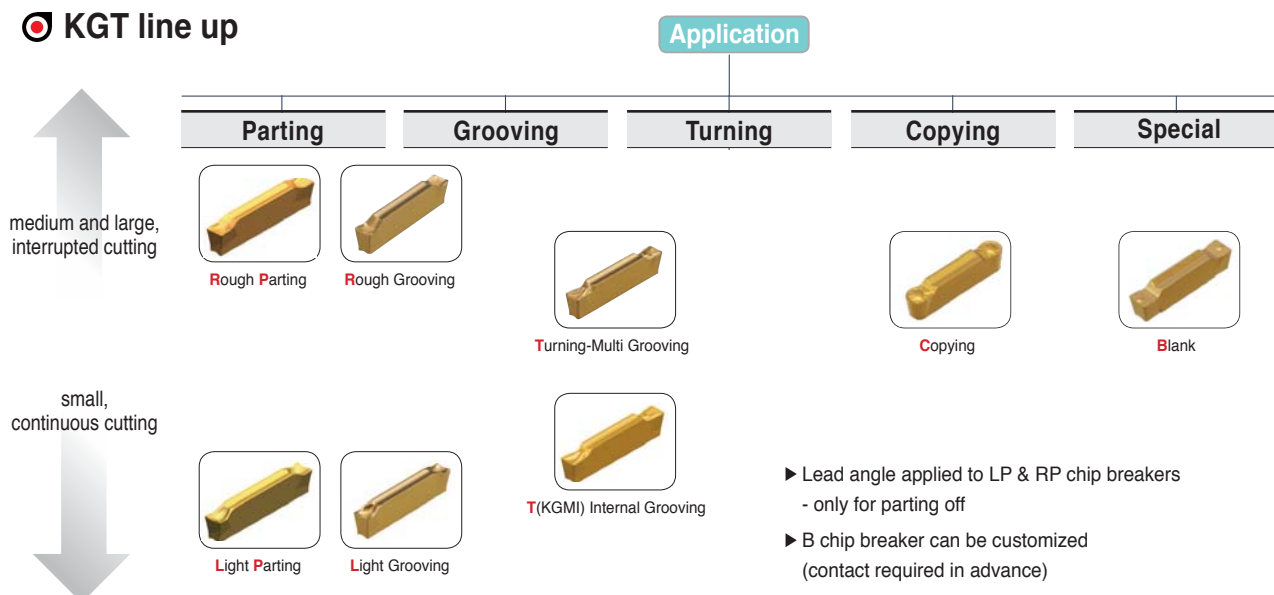 KGT line up
Application
Parting
Grooving
Turning
Copying
Special
medium and large,
interrupted cutting
Rough Parting
Rough Grooving
Turning-Multi Grooving
Copying
Blank
small,
continuous cutting
T(KGMI) Internal Grooving
Light Parting
Light Grooving
▶ Lead angle applied to LP & RP chip breakers
- only for parting off
▶ B chip breaker can be customized
(contact required in advance)